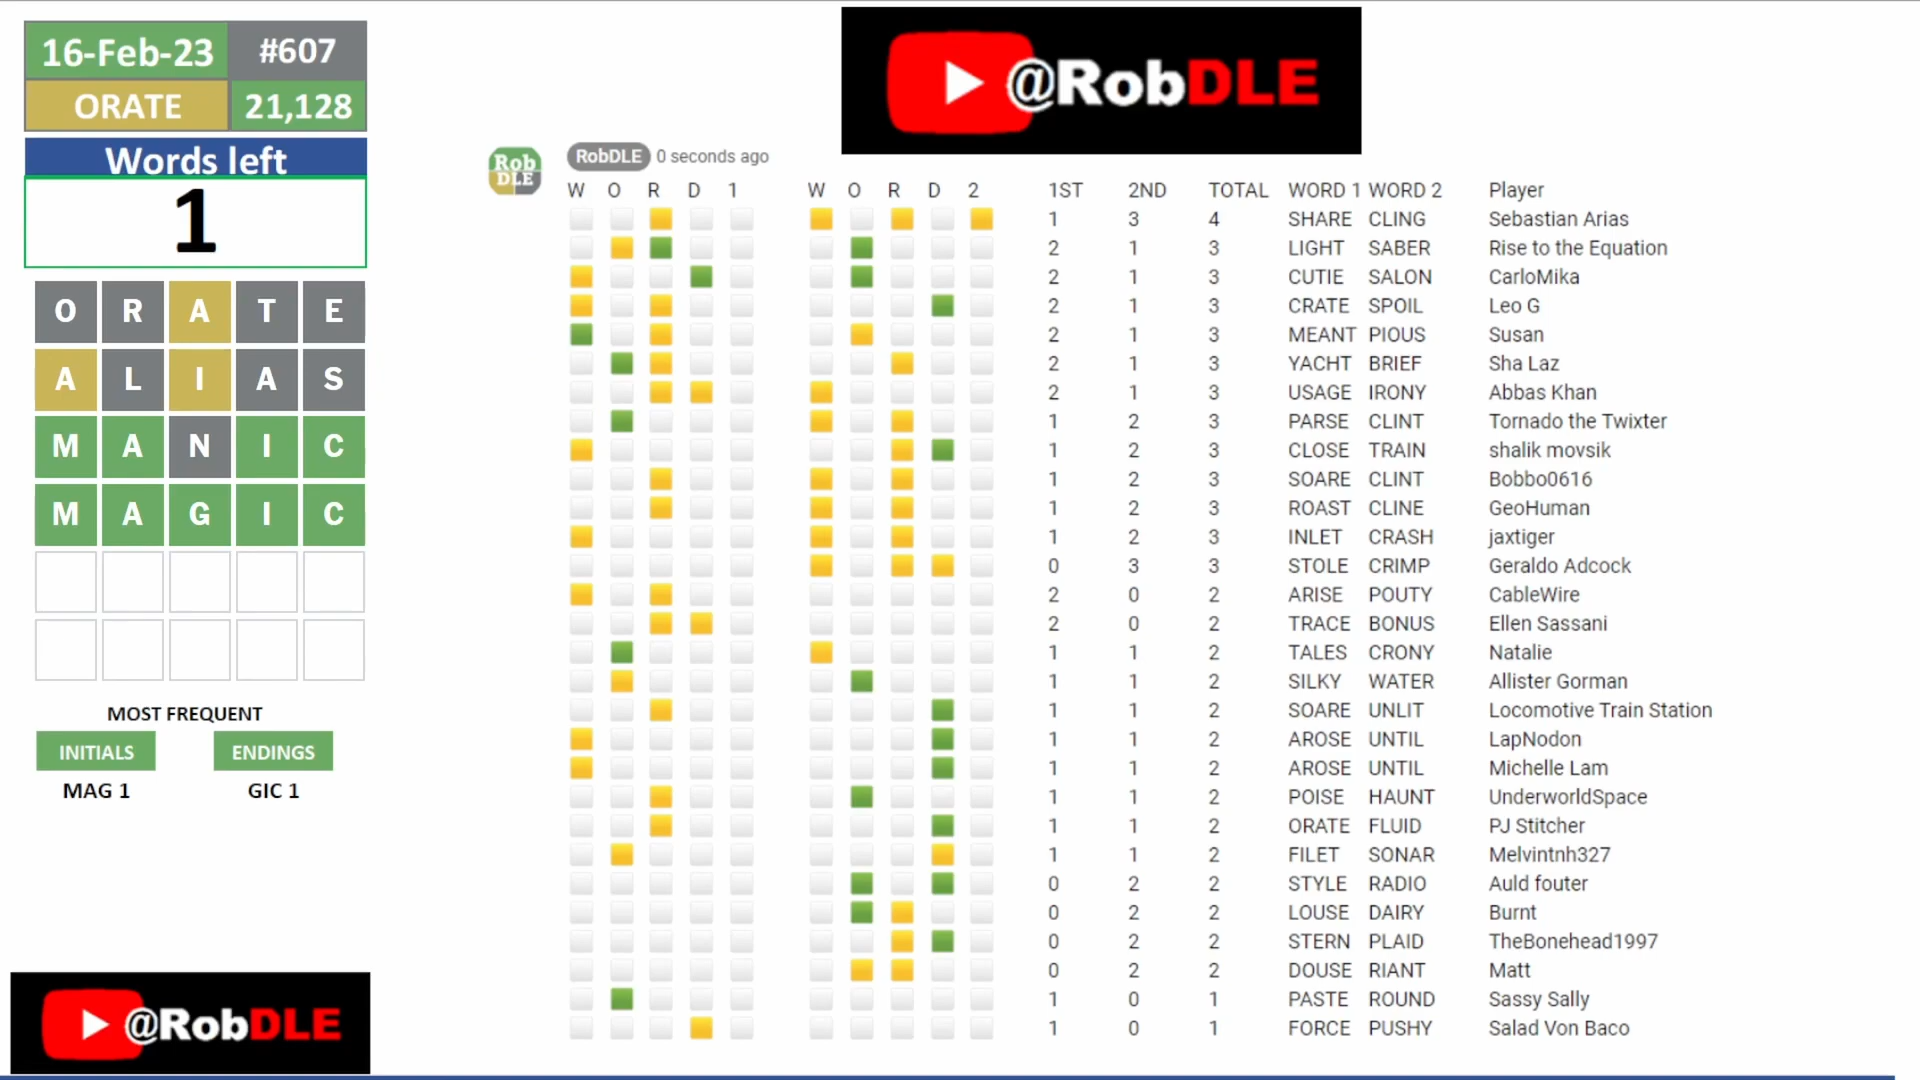 16-Feb-23 #607
ORATE 21,128
Words left
1
O R A T E
A L I A S
M A N I C
M A G I C
MOST FREQUENT
INITIALS ENDINGS
MAG 1 GIC 1
@RobDLE
@RobDLE
Rob DLE RobDLE 0 seconds ago
W O R D 1 W O R D 2 1ST 2ND TOTAL WORD 1 WORD 2 Player
1 3 4 SHARE CLING Sebastian Arias
2 1 3 LIGHT SABER Rise to the Equation
2 1 3 CUTIE SALON CarloMika
2 1 3 CRATE SPOIL Leo G
2 1 3 MEANT PIOUS Susan
2 1 3 YACHT BRIEF Sha Laz
2 1 3 USAGE IRONY Abbas Khan
1 2 3 PARSE CLINT Tornado the Twixter
1 2 3 CLOSE TRAIN shalik movsik
1 2 3 SOARE CLINT Bobbo0616
1 2 3 ROAST CLINE GeoHuman
1 2 3 INLET CRASH jaxtiger
0 3 3 STOLE CRIMP Geraldo Adcock
2 0 2 ARISE POUTY CableWire
2 0 2 TRACE BONUS Ellen Sassani
1 1 2 TALES CRONY Natalie
1 1 2 SILKY WATER Allister Gorman
1 1 2 SOARE UNLIT Locomotive Train Station
1 1 2 AROSE UNTIL LapNodon
1 1 2 AROSE UNTIL Michelle Lam
1 1 2 POISE HAUNT UnderworldSpace
1 1 2 ORATE FLUID PJ Stitcher
1 1 2 FILET SONAR Melvintnh327
0 2 2 STYLE RADIO Auld fouter
0 2 2 LOUSE DAIRY Burnt
0 2 2 STERN PLAID TheBonehead1997
0 2 2 DOUSE RIANT Matt
1 0 1 PASTE ROUND Sassy Sally
1 0 1 FORCE PUSHY Salad Von Baco